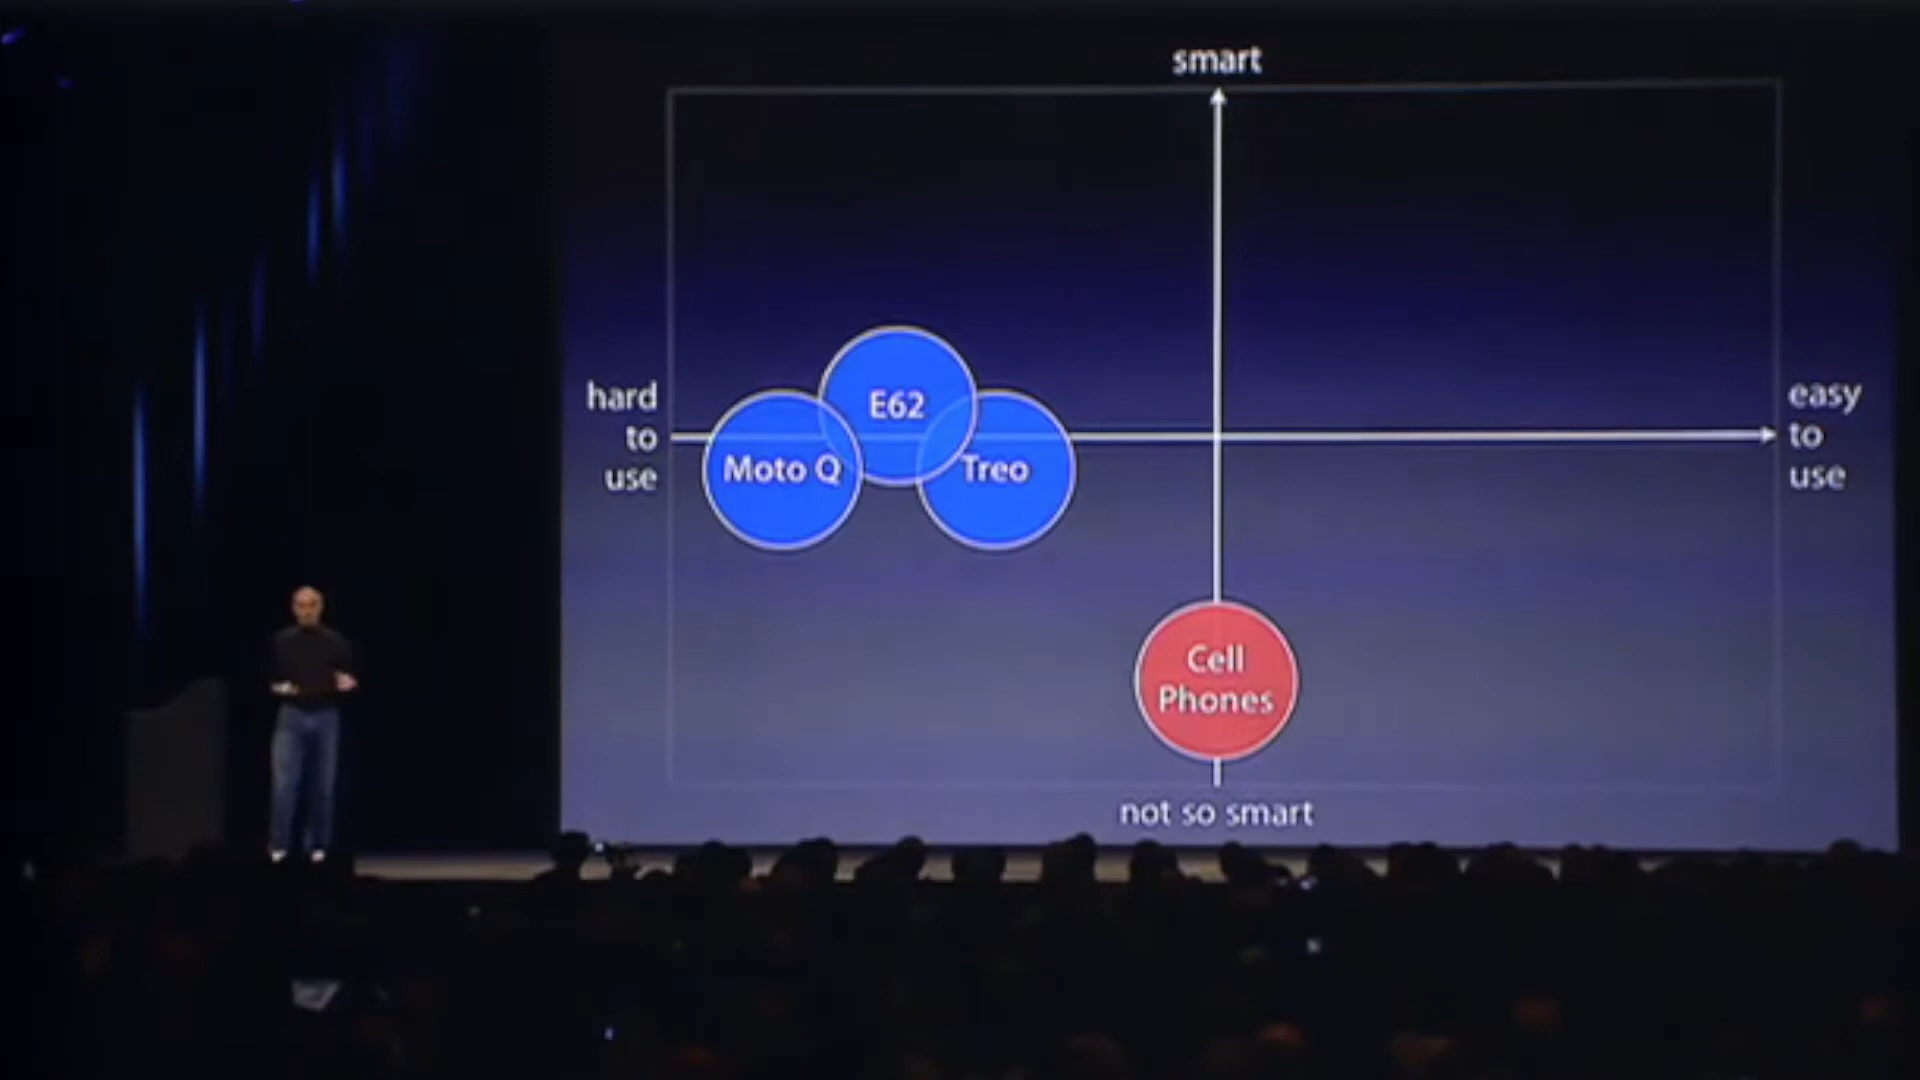 smart
hard
to
use
easy
to
use
E62
Moto Q
Treo
Cell
Phones
not so smart